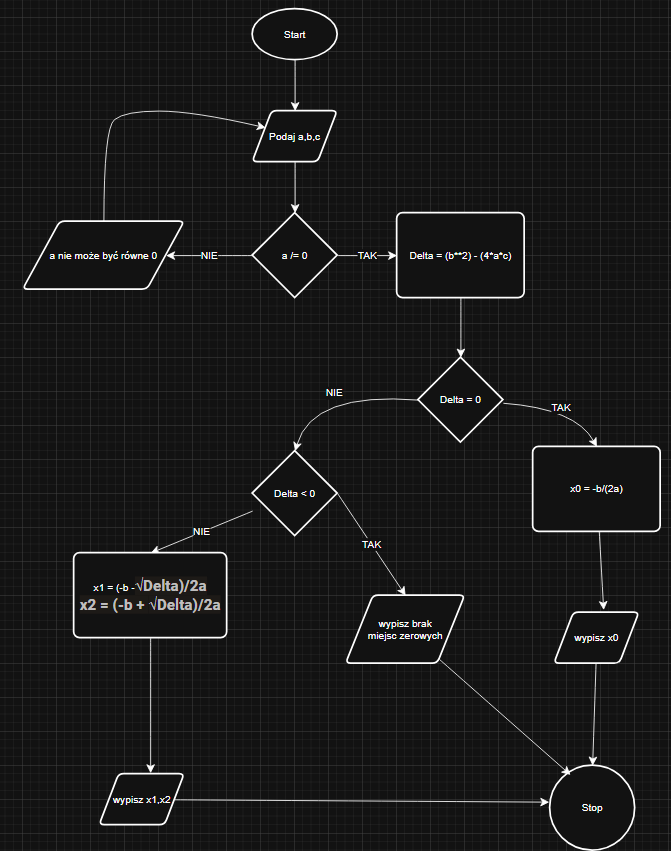 Start
Podaj a,b,c
a nie może być równe 0
NIE
a /= 0
TAK
Delta = (b**2) - (4*a*c)
NIE
Delta = 0
TAK
Delta < 0
x0 = -b/(2a)
NIE
TAK
x1 = (-b -√Delta)/2a
x2 = (-b + √Delta)/2a
wypisz brak
miejsc zerowych
wypisz x0
wypisz x1,x2
Stop